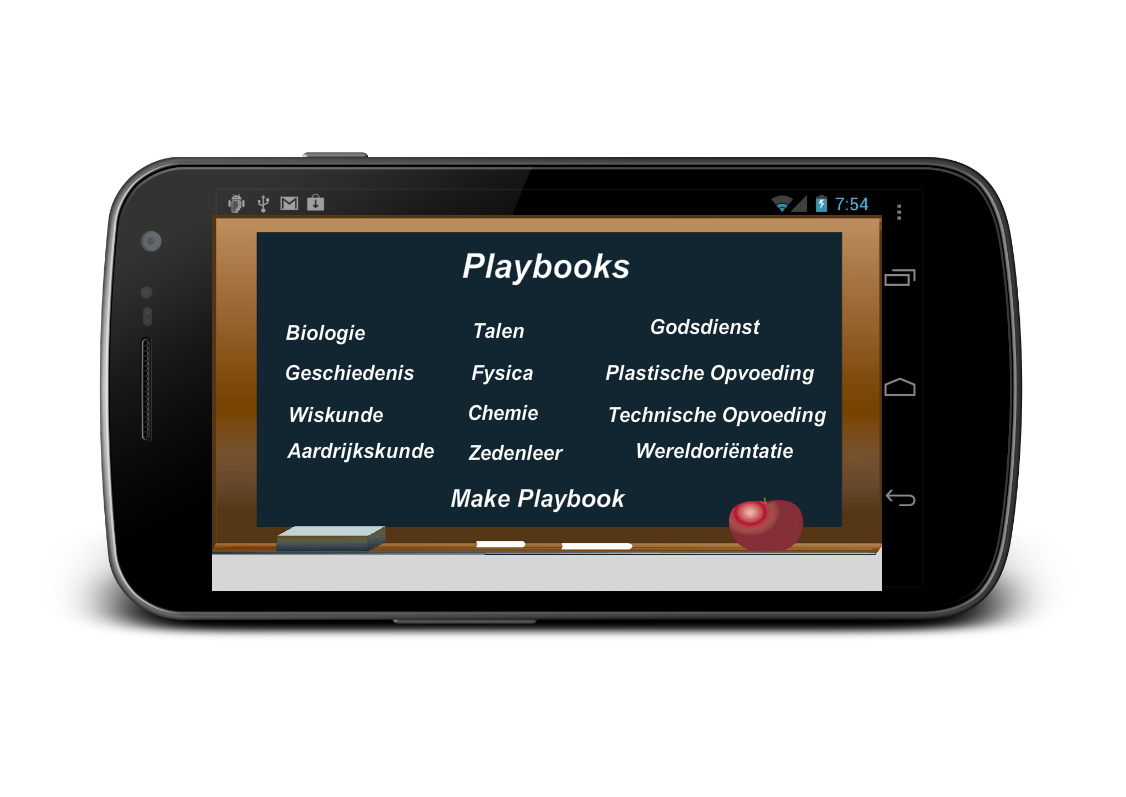 7:54
Playbooks
Biologie Talen Godsdienst
Geschiedenis Fysica Plastische Opvoeding
Wiskunde Chemie Technische Opvoeding
Aardrijkskunde Zedenleer Wereldoriëntatie
Make Playbook